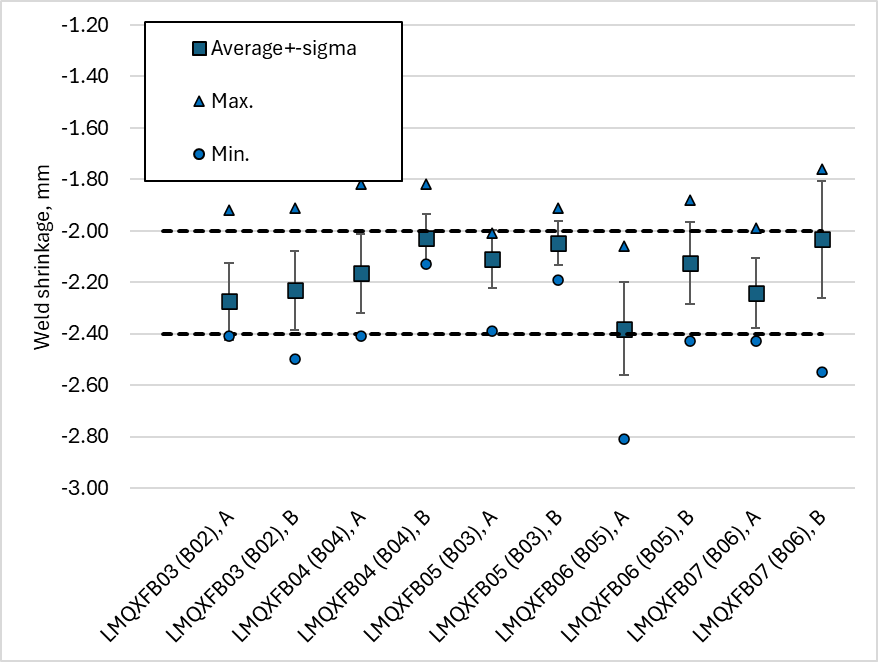 -1.20
-1.40
-1.60
-1.80
-2.00
-2.20
-2.40
-2.60
-2.80
-3.00
Weld shrinkage, mm
Average+-sigma
Max.
Min.
LMQXFB03 (B02), A
LMQXFB03 (B02), B
LMQXFB04 (B04), A
LMQXFB04 (B04), B
LMQXFB05 (B03), A
LMQXFB05 (B03), B
LMQXFB06 (B05), A
LMQXFB06 (B05), B
LMQXFB07 (B06), A
LMQXFB07 (B06), B